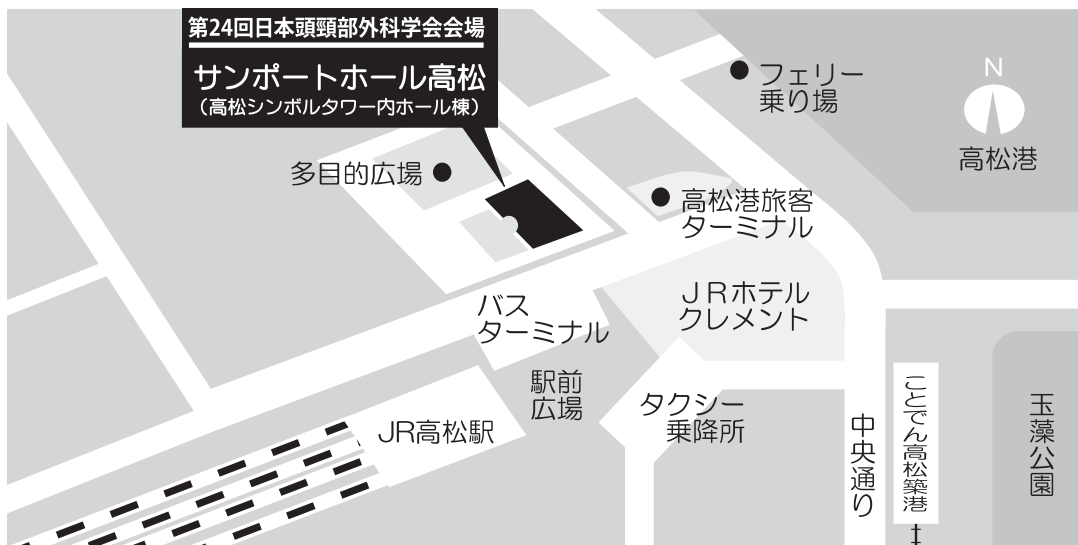 第24回日本頭頸部外科学会会場
サンポートホール高松
（高松シンボルタワー内ホール棟）
フェリー
乗り場
N
高松港
多目的広場
高松港旅客
ターミナル
JRホテル
クレメント
バス
ターミナル
駅前
広場
タクシー
乗降所
JR高松駅
中央通り
ことでん高松築港
玉藻公園